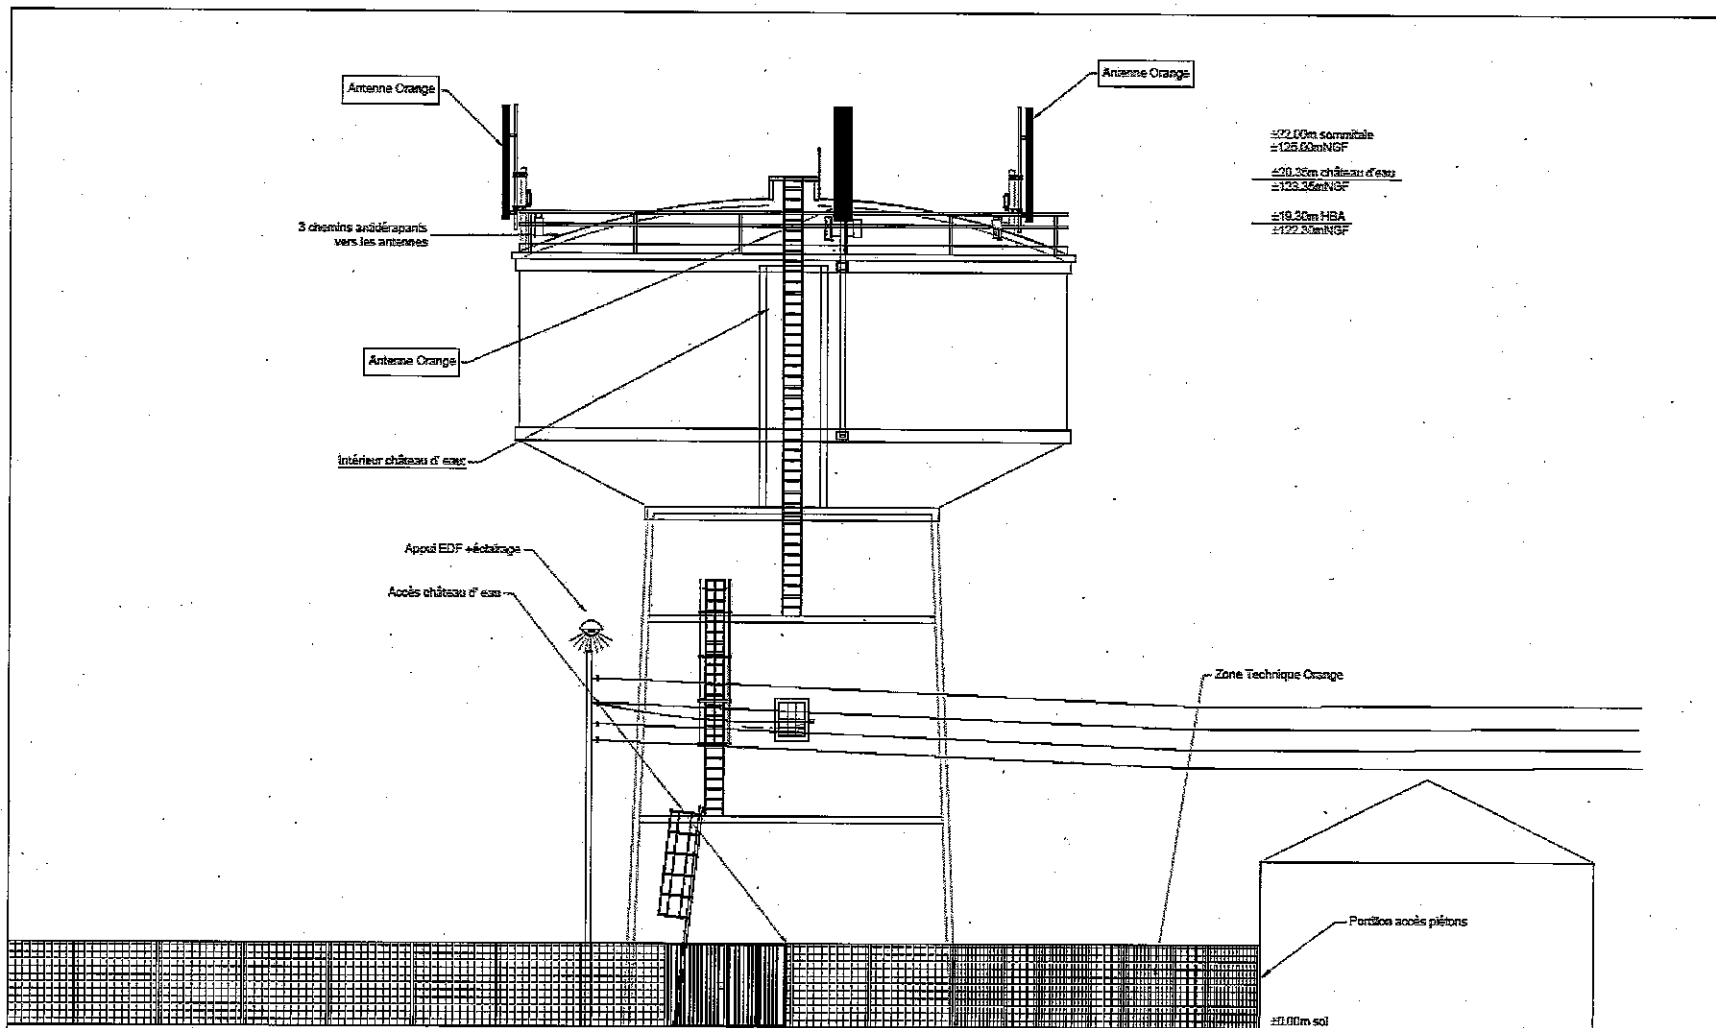 Antenne Orange
Antenne Orange
±22.00m sommitale
±125.00mNGF
±20.35m château d'eau
±123.35mNGF
±19.30m HBA
±122.30mNGF
3 chemins antidérapants
vers les antennes
Antenne Orange
Intérieur château d'eau
Appui EDF +éclairage
Accès château d'eau
Zone Technique Orange
Portillon accès piétons
±0.00m sol